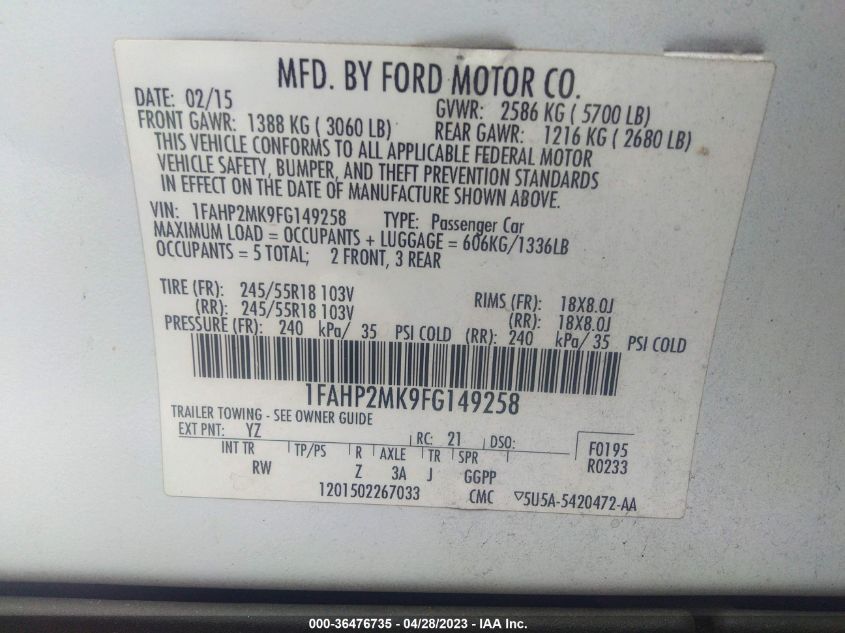 MFD. BY FORD MOTOR CO.
DATE: 02/15 GVWR: 2586 KG ( 5700 LB)
FRONT GAWR: 1388 KG ( 3060 LB) REAR GAWR: 1216 KG ( 2680 LB)
THIS VEHICLE CONFORMS TO ALL APPLICABLE FEDERAL MOTOR
VEHICLE SAFETY, BUMPER, AND THEFT PREVENTION STANDARDS
IN EFFECT ON THE DATE OF MANUFACTURE SHOWN ABOVE.
VIN: 1FAHP2MK9FG149258 TYPE: Passenger Car
MAXIMUM LOAD = OCCUPANTS + LUGGAGE = 606KG/1336LB
OCCUPANTS = 5 TOTAL; 2 FRONT, 3 REAR
TIRE (FR): 245/55R18 103V RIMS (FR): 18X8.0J
(RR): 245/55R18 103V (RR): 18X8.0J
PRESSURE (FR): 240 kPa/ 35 PSI COLD (RR): 240 kPa/ 35 PSI COLD
1FAHP2MK9FG149258
TRAILER TOWING - SEE OWNER GUIDE
EXT PNT: YZ RC: 21 DSO: F0195
INT TR TP/PS R AXLE TR SPR R0233
RW Z 3A J GGPP
1201502267033 CMC ▽5U5A-5420472-AA
000-36476735 - 04/28/2023 - IAA Inc.